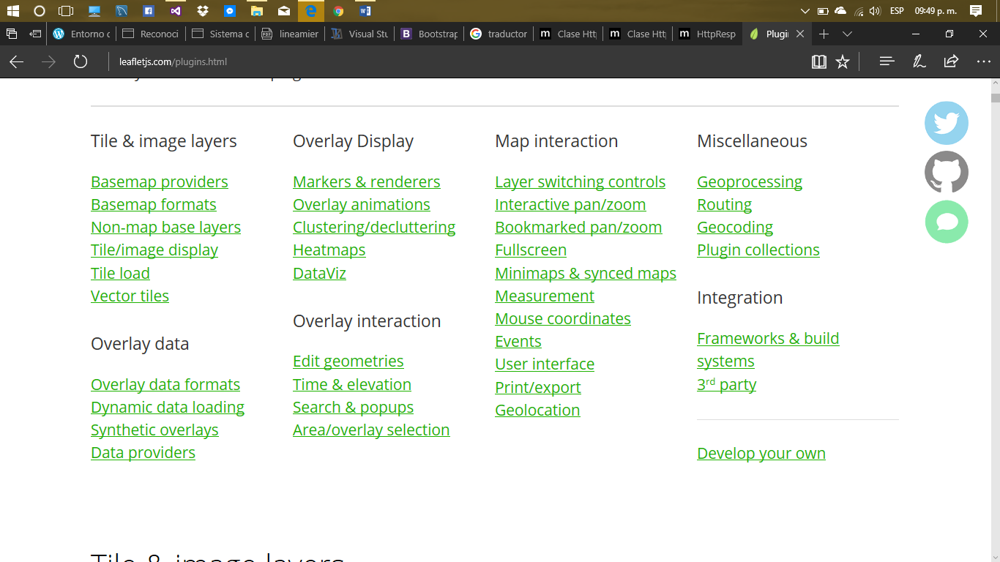 ESP
09:49 p. m.
Entorno
Reconoci
Sistema c
lineamier
Visual Stu
Bootstrap
traductor
Clase Htt
Clase Htt
HttpResp
Plugi
leafletjs.com/plugins.html
Tile & image layers
Basemap providers
Basemap formats
Non-map base layers
Tile/image display
Tile load
Vector tiles
Overlay data
Overlay data formats
Dynamic data loading
Synthetic overlays
Data providers
Overlay Display
Markers & renderers
Overlay animations
Clustering/decluttering
Heatmaps
DataViz
Overlay interaction
Edit geometries
Time & elevation
Search & popups
Area/overlay selection
Map interaction
Layer switching controls
Interactive pan/zoom
Bookmarked pan/zoom
Fullscreen
Minimaps & synced maps
Measurement
Mouse coordinates
Events
User interface
Print/export
Geolocation
Miscellaneous
Geoprocessing
Routing
Geocoding
Plugin collections
Integration
Frameworks & build
systems
3rd party
Develop your own
Tile & image layers